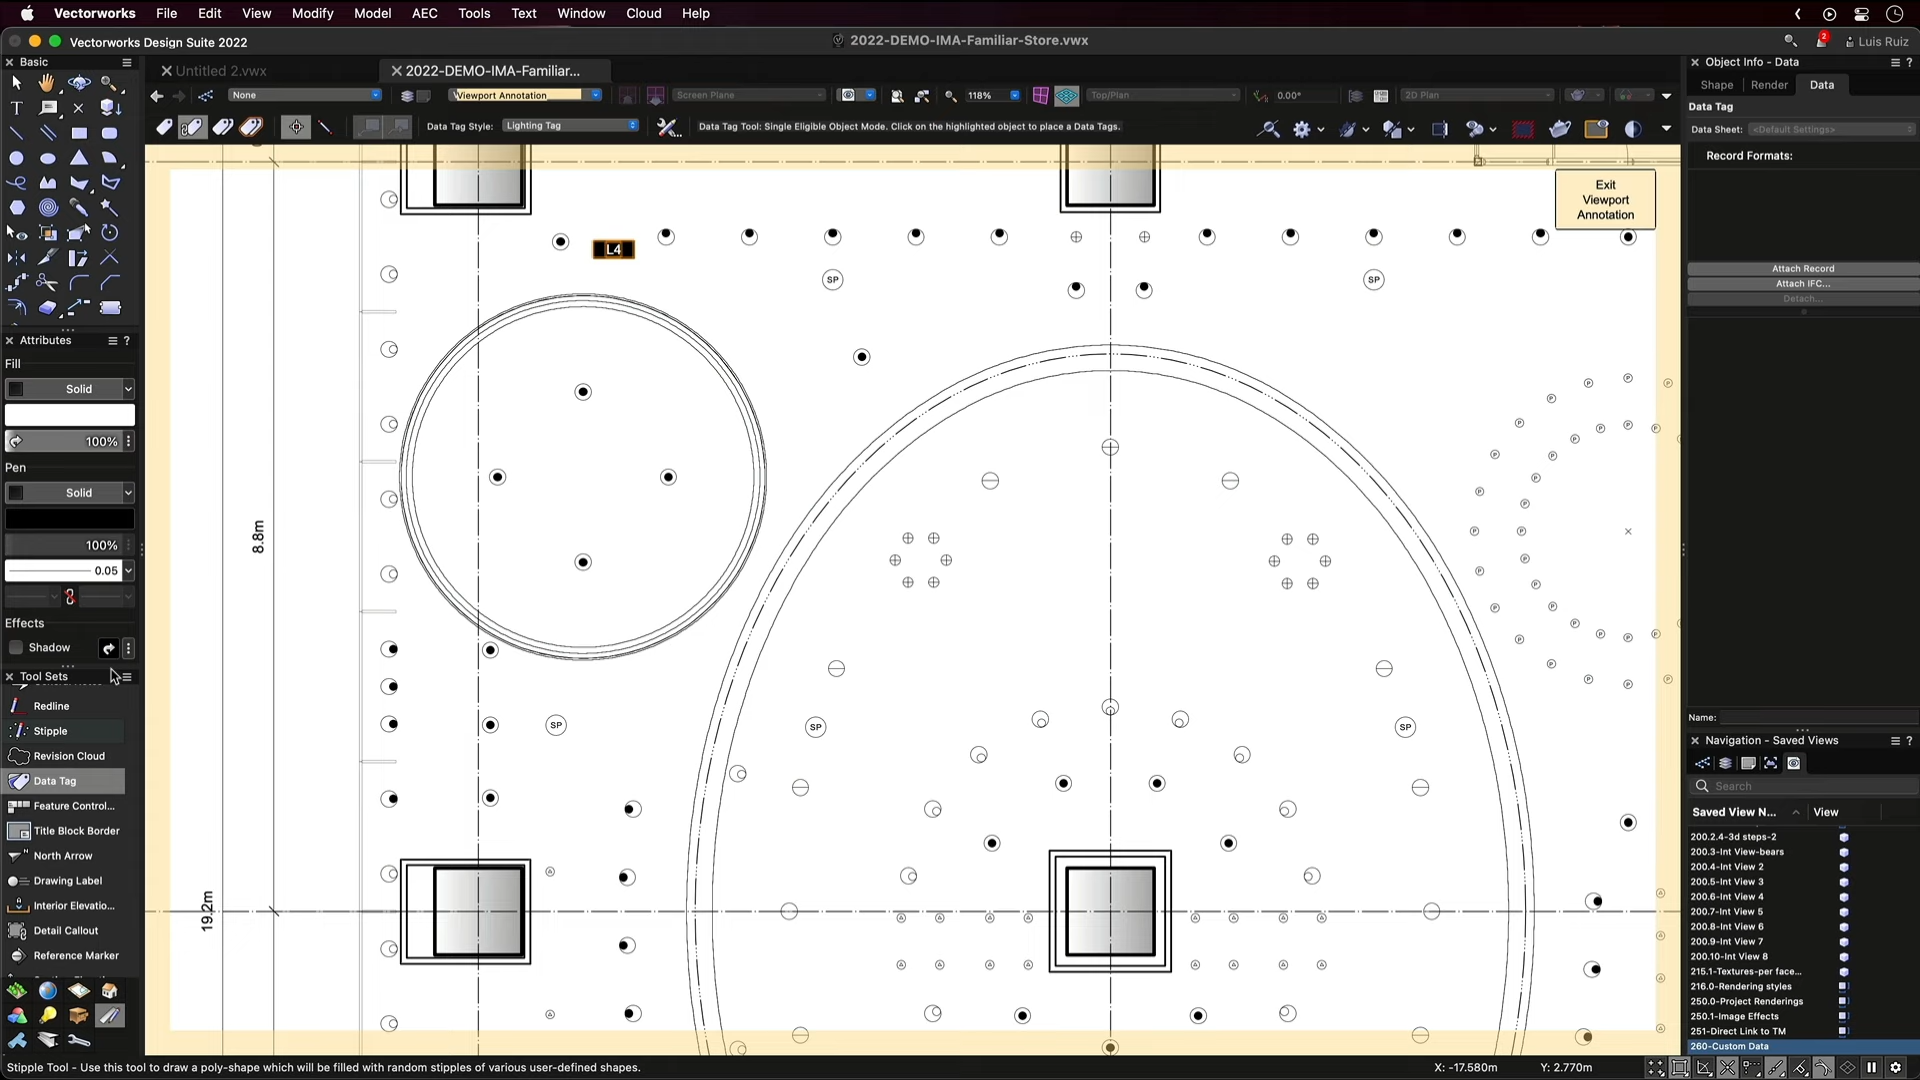 Vectorworks File Edit View Modify Model AEC Tools Text Window Cloud Help
Vectorworks Design Suite 2022
2022-DEMO-IMA-Familiar-Store.vwx
2
Luis Ruiz
Basic
Untitled 2.vwx
2022-DEMO-IMA-Familiar...
Object Info - Data
?
Shape Render Data
None
Viewport Annotation
Screen Plane
118%
Top/Plan
0.00°
2D Plan
Data Tag Style: Lighting Tag
Data Tag Tool: Single Eligible Object Mode. Click on the highlighted object to place a Data Tags.
Data Tag
Data Sheet: <Default Settings>
Record Formats:
Exit
Viewport
Annotation
L4
SP
SP
Attach Record
Attach IFC...
Detach...
Attributes
?
Fill
Solid
100%
Pen
Solid
100%
0.05
Effects
Shadow
8.8m
19.2m
SP
SP
SP
Tool Sets
Redline
Stipple
Revision Cloud
Data Tag
Feature Control...
Title Block Border
North Arrow
Drawing Label
Interior Elevatio...
Detail Callout
Reference Marker
Name:
Navigation - Saved Views
?
Search
Saved View N... View
200.2.4-3d steps-2
200.3-Int View-bears
200.4-Int View 2
200.5-Int View 3
200.6-Int View 4
200.7-Int View 5
200.8-Int View 6
200.9-Int View 7
200.10-Int View 8
215.1-Textures-per face...
216.0-Rendering styles
250.0-Project Renderings
250.1-Image Effects
251-Direct Link to TM
260-Custom Data
Stipple Tool - Use this tool to draw a poly-shape which will be filled with random stipples of various user-defined shapes.
X: -17.580m
Y: 2.770m